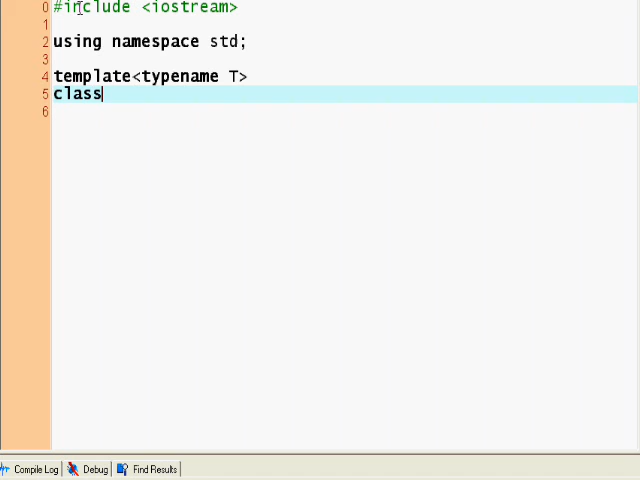 0 #include <iostream>
1
2 using namespace std;
3
4 template<typename T>
5 class
6
Compile Log Debug Find Results